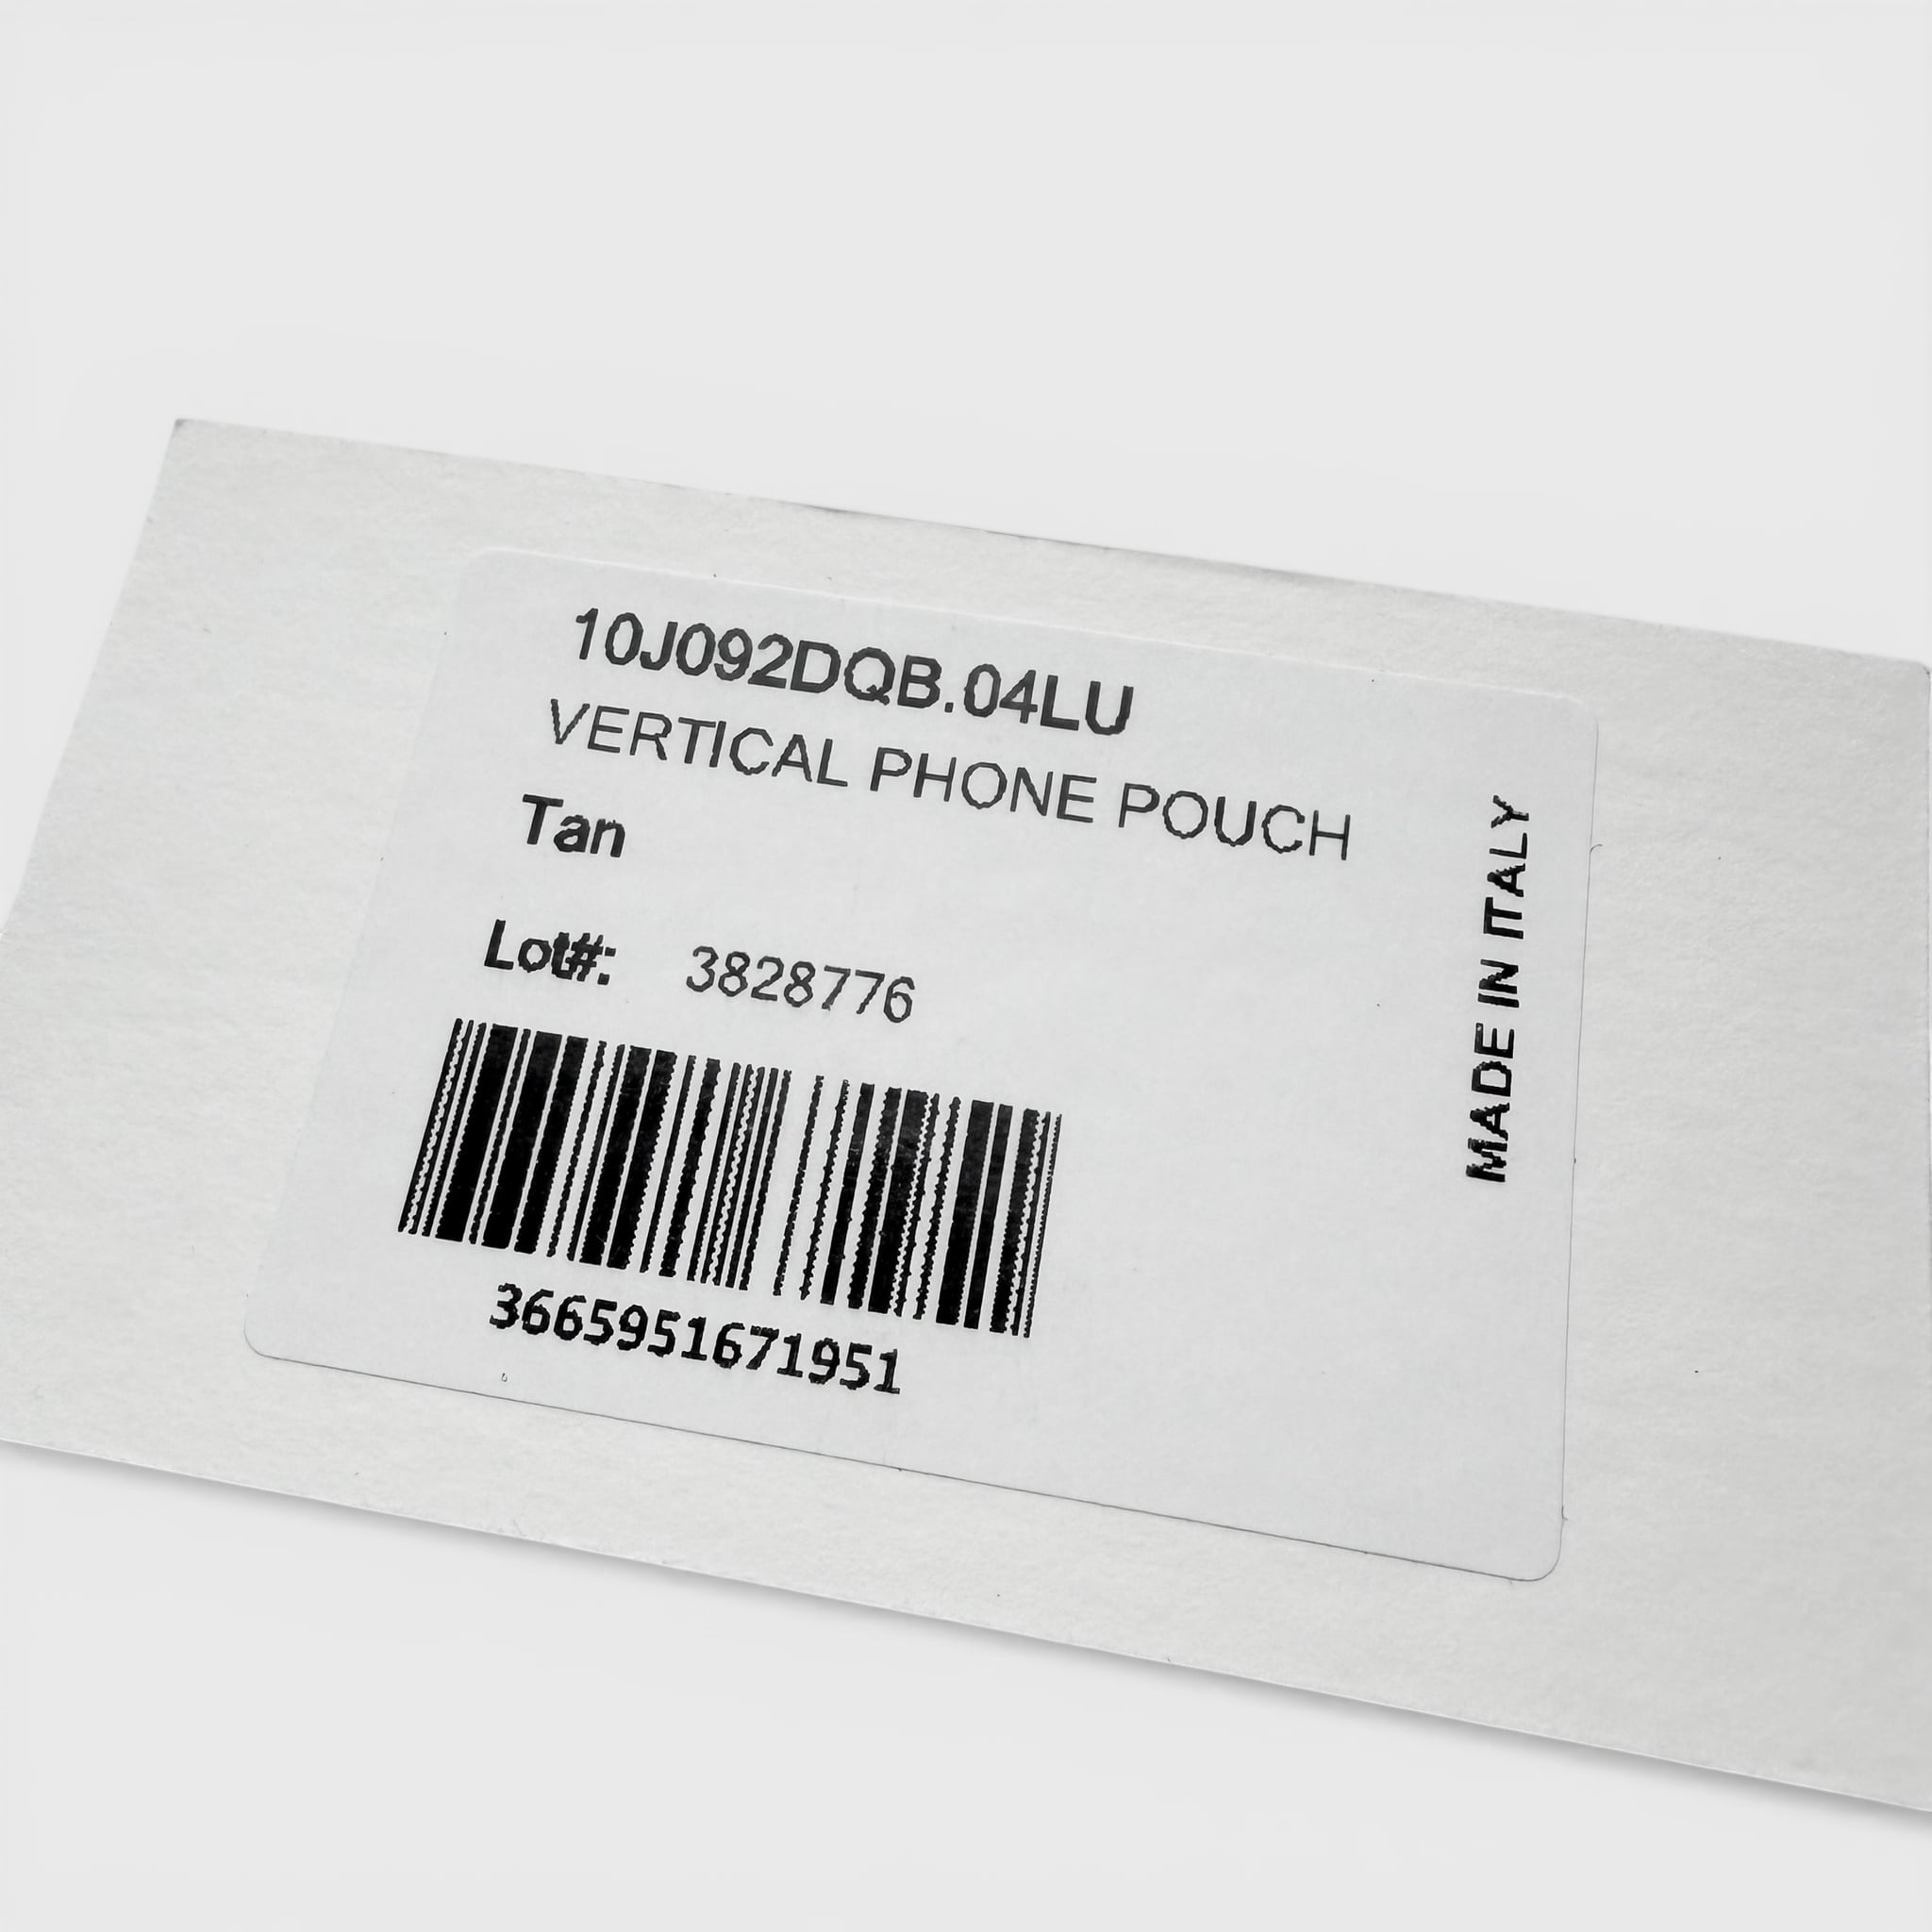 10J092DQB.04LU
VERTICAL PHONE POUCH
Tan
Lot#: 3828776
3665951671951
MADE IN ITALY